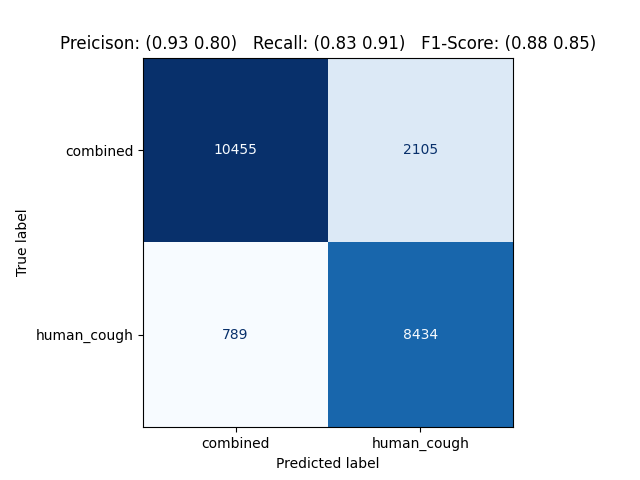 Preicison: (0.93 0.80)   Recall: (0.83 0.91)   F1-Score: (0.88 0.85)
combined
10455
2105
True label
human_cough
789
8434
combined
human_cough
Predicted label